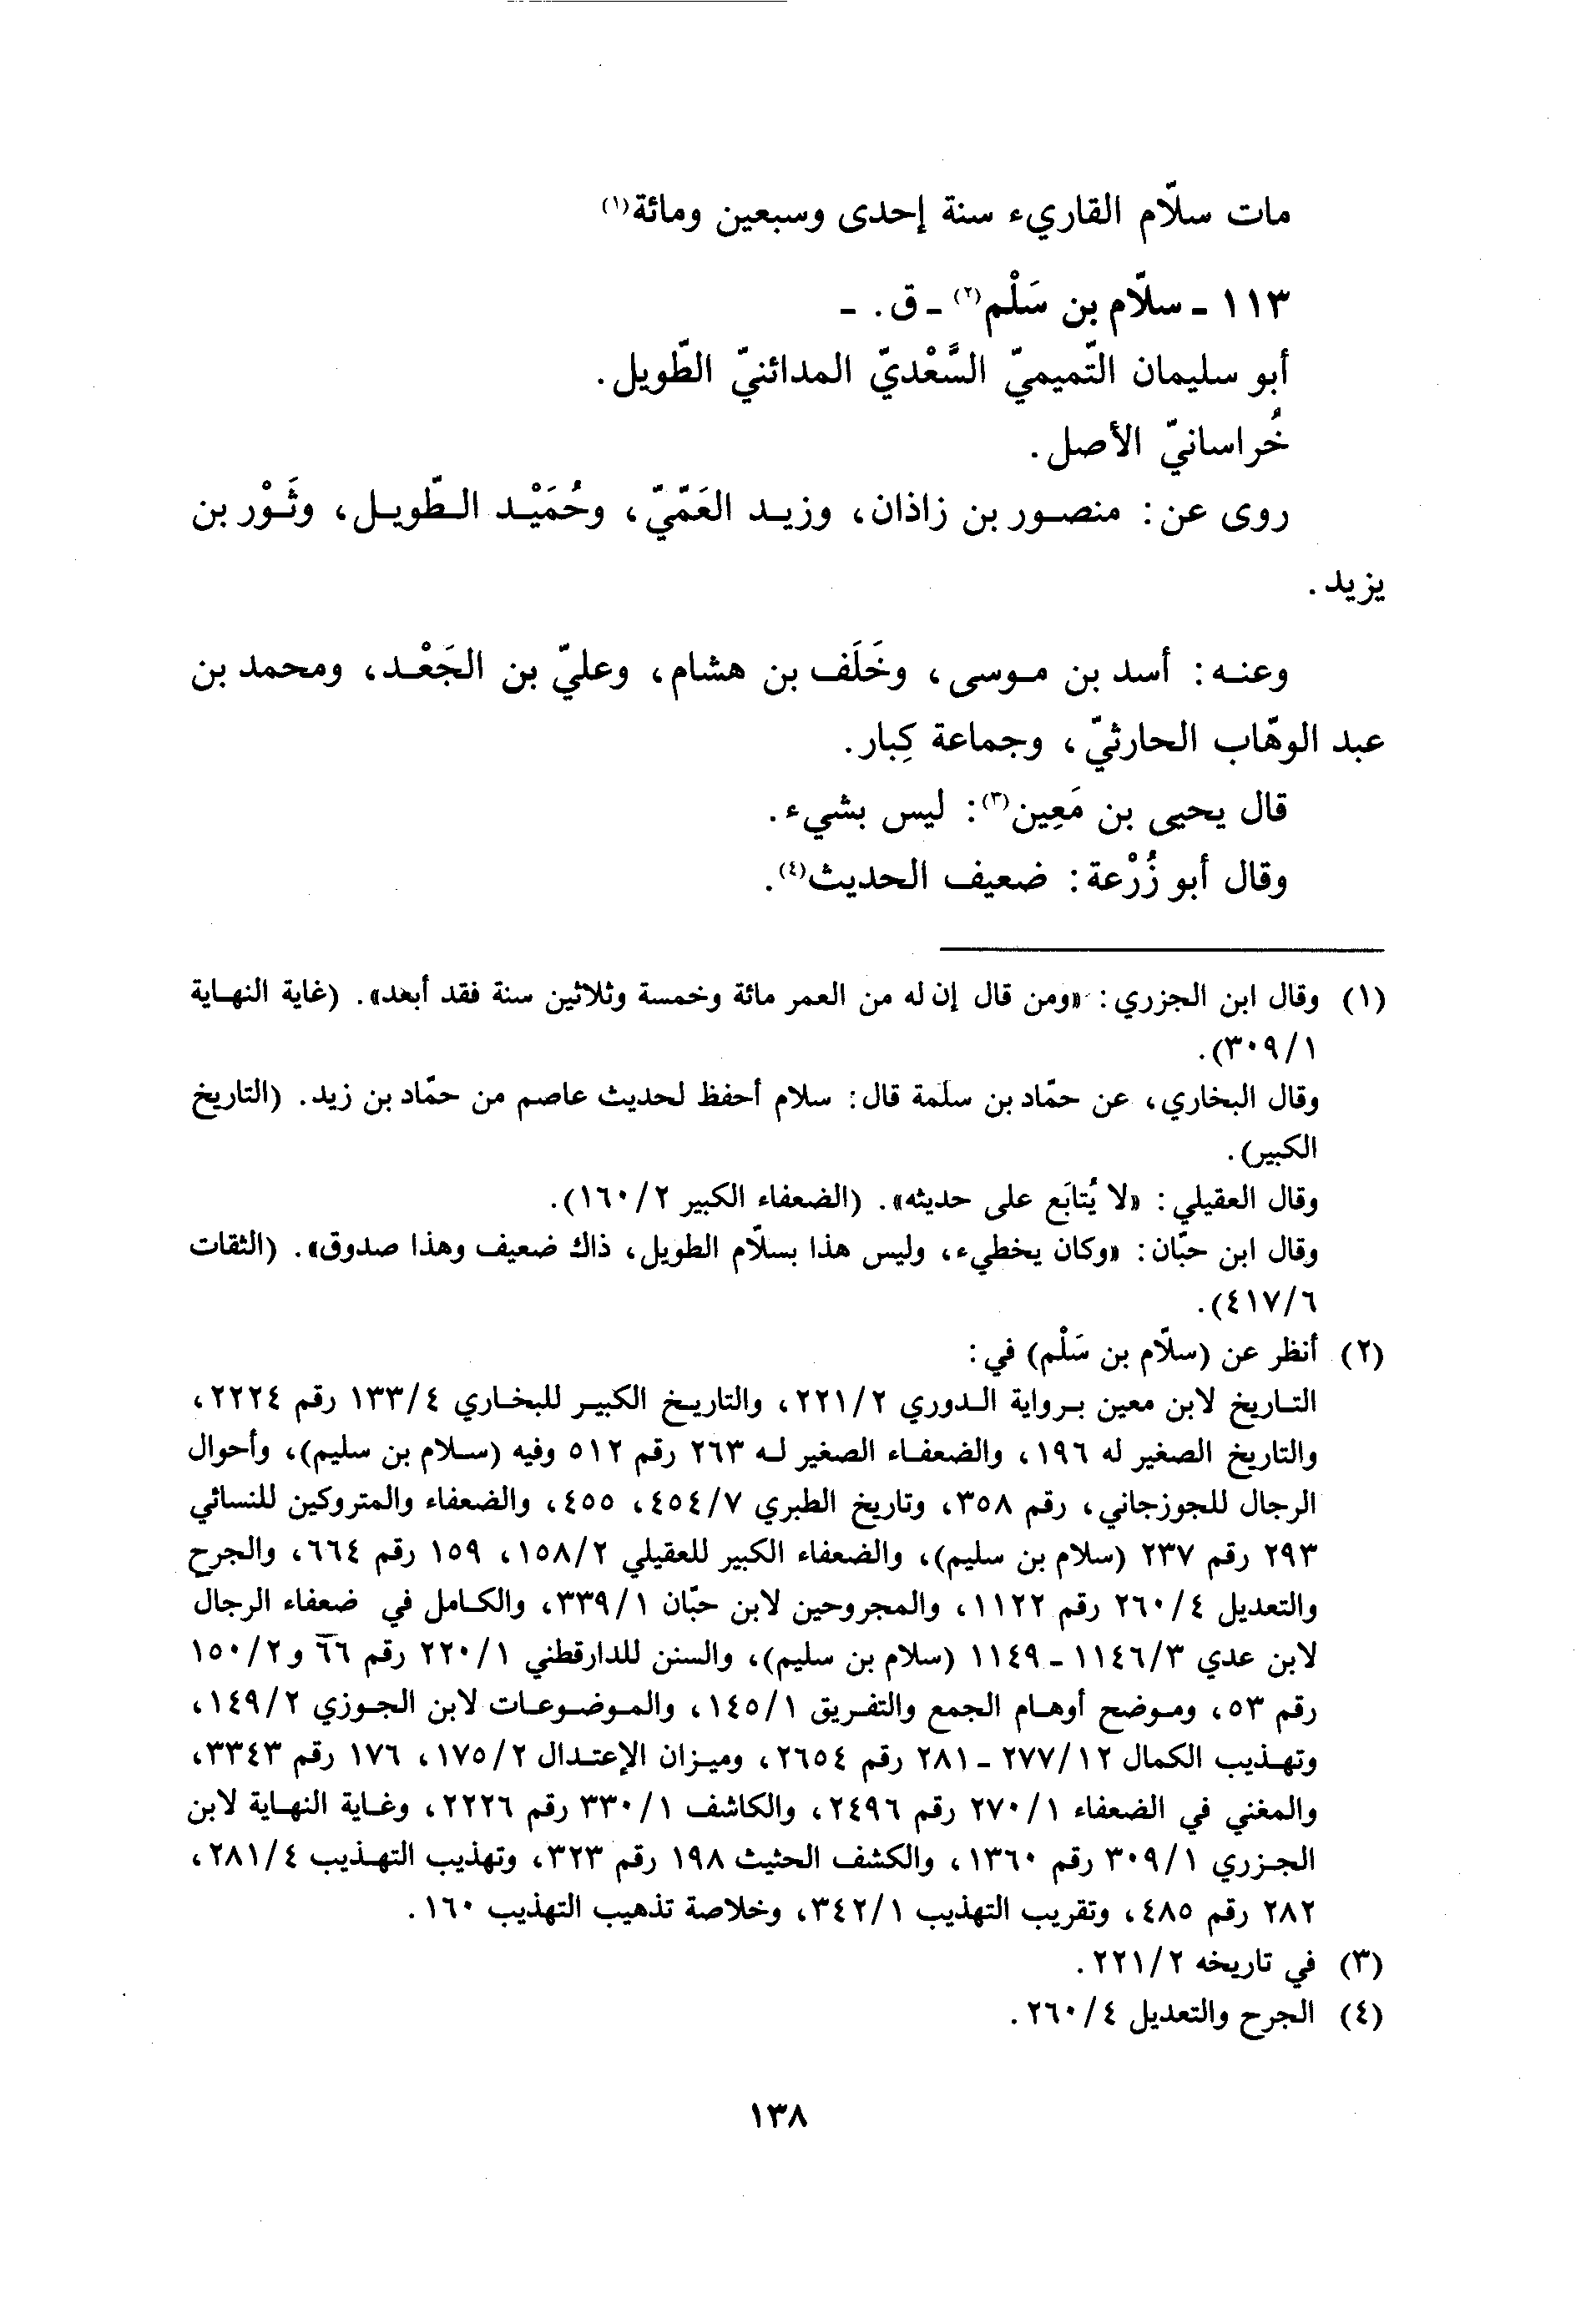 مات سلّام القاريء سنة إحدى وسبعين ومائة(١)
١١٣ - سلّام بن سَلْم(٢) - ق. -
أبو سليمان التّميميّ السَّعْديّ المدائنيّ الطّويل.
خُراسانيّ الأصل.
روى عن: منصور بن زاذان، وزيد العَمّيّ، وحُمَيْد الطّويل، وثَوْر بن
يزيد.
وعنه: أسد بن موسى، وخَلَف بن هشام، وعليّ بن الجَعْد، ومحمد بن
عبد الوهّاب الحارثيّ، وجماعة كِبار.
قال يحيى بن مَعِين(٣): ليس بشيء.
وقال أبو زُرْعة: ضعيف الحديث(٤).
(١) وقال ابن الجزري: «ومن قال إن له من العمر مائة وخمسة وثلاثين سنة فقد أبعد». (غاية النهاية
٣٠٩/١).
وقال البخاري، عن حمّاد بن سلمة قال: سلام أحفظ لحديث عاصم من حمّاد بن زيد. (التاريخ
الكبير).
وقال العقيلي: «لا يُتابَع على حديثه». (الضعفاء الكبير ١٦٠/٢).
وقال ابن حبّان: «وكان يخطيء، وليس هذا بسلّام الطويل، ذاك ضعيف وهذا صدوق». (الثقات
٤١٧/٦).
(٢) أنظر عن (سلّام بن سَلْم) في:
التاريخ لابن معين برواية الدوري ٢٢١/٢، والتاريخ الكبير للبخاري ١٣٣/٤ رقم ٢٢٢٤،
والتاريخ الصغير له ١٩٦، والضعفاء الصغير له ٢٦٣ رقم ٥١٢ وفيه (سلام بن سليم)، وأحوال
الرجال للجوزجاني، رقم ٣٥٨، وتاريخ الطبري ٤٥٤/٧، ٤٥٥، والضعفاء والمتروكين للنسائي
٢٩٣ رقم ٢٣٧ (سلام بن سليم)، والضعفاء الكبير للعقيلي ١٥٨/٢، ١٥٩ رقم ٦٦٤، والجرح
والتعديل ٢٦٠/٤ رقم ١١٢٢، والمجروحين لابن حبّان ٣٣٩/١، والكامل في ضعفاء الرجال
لابن عدي ١١٤٦/٣ - ١١٤٩ (سلام بن سليم)، والسنن للدارقطني ٢٢٠/١ رقم ٦٦ و١٥٠/٢
رقم ٥٣، وموضح أوهام الجمع والتفريق ١٤٥/١، والموضوعات لابن الجوزي ١٤٩/٢،
وتهذيب الكمال ٢٧٧/١٢ - ٢٨١ رقم ٢٦٥٤، وميزان الإعتدال ١٧٥/٢، ١٧٦ رقم ٣٣٤٣،
والمغني في الضعفاء ٢٧٠/١ رقم ٢٤٩٦، والكاشف ٣٣٠/١ رقم ٢٢٢٦، وغاية النهاية لابن
الجزري ٣٠٩/١ رقم ١٣٦٠، والكشف الحثيث ١٩٨ رقم ٣٢٣، وتهذيب التهذيب ٢٨١/٤،
٢٨٢ رقم ٤٨٥، وتقريب التهذيب ٣٤٢/١، وخلاصة تذهيب التهذيب ١٦٠.
(٣) في تاريخه ٢٢١/٢.
(٤) الجرح والتعديل ٢٦٠/٤.
١٣٨